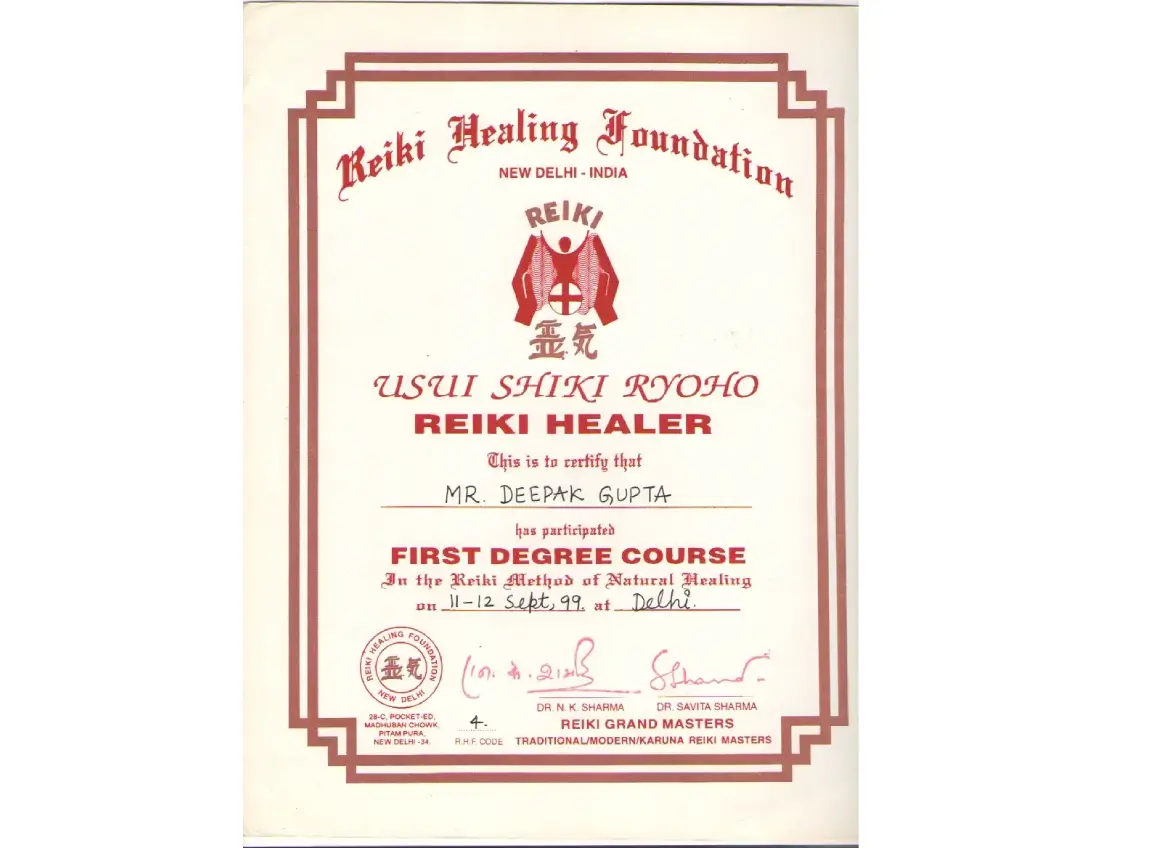 Reiki Healing Foundation
NEW DELHI - INDIA
REIKI
霊気
USUI SHIKI RYOHO
REIKI HEALER
This is to certify that
MR. DEEPAK GUPTA
has participated
FIRST DEGREE COURSE
In the Reiki Method of Natural Healing
on 11-12 Sept, 99. at Delhi.
REIKI HEALING FOUNDATION
霊気
NEW DELHI
28-C, POCKET-ED,
MADHUBAN CHOWK,
PITAM PURA,
NEW DELHI -34.
4.
R.H.F. CODE
DR. N. K. SHARMA DR. SAVITA SHARMA
REIKI GRAND MASTERS
TRADITIONAL/MODERN/KARUNA REIKI MASTERS